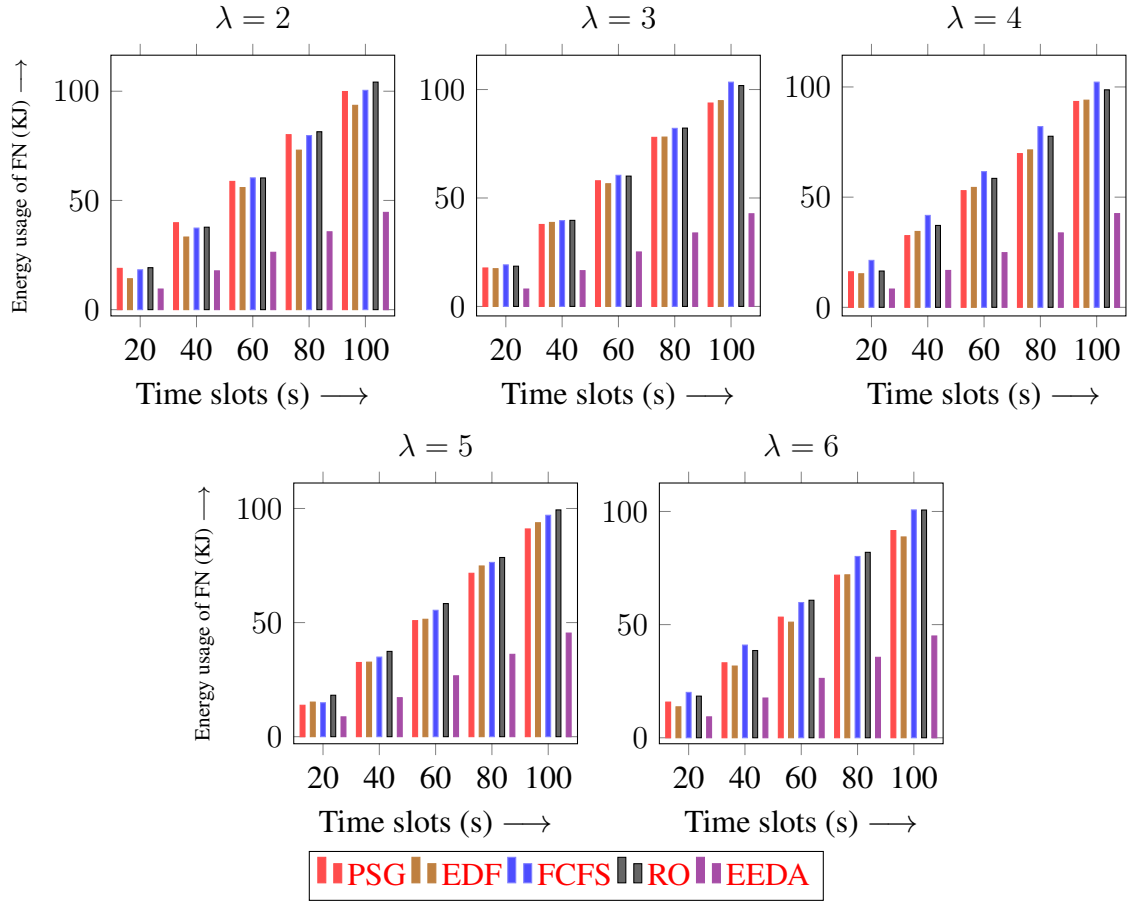 λ = 2
λ = 3
λ = 4
Energy usage of FN (KJ) ⟶
100
50
0
20 40 60 80 100
Time slots (s) ⟶
100
50
0
20 40 60 80 100
Time slots (s) ⟶
100
50
0
20 40 60 80 100
Time slots (s) ⟶
λ = 5
λ = 6
Energy usage of FN (KJ) ⟶
100
50
0
20 40 60 80 100
Time slots (s) ⟶
100
50
0
20 40 60 80 100
Time slots (s) ⟶
PSG EDF FCFS RO EEDA